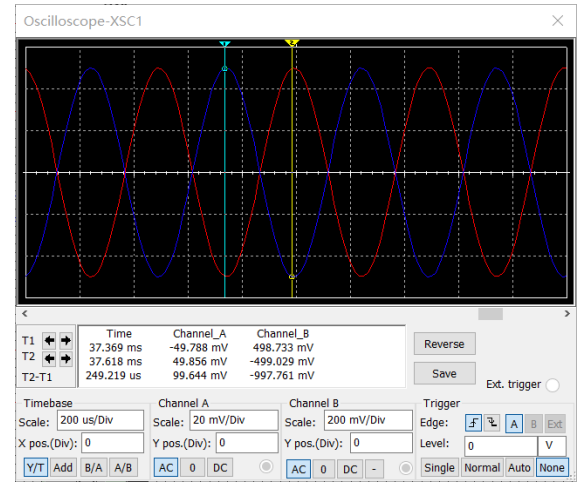 Oscilloscope-XSC1
1 2
T1
T2
T2-T1
Time Channel_A Channel_B
37.369 ms -49.788 mV 498.733 mV
37.618 ms 49.856 mV -499.029 mV
249.219 us 99.644 mV -997.761 mV
Reverse
Save
Ext. trigger
Timebase
Scale: 200 us/Div
X pos.(Div): 0
Y/T Add B/A A/B
Channel A
Scale: 20 mV/Div
Y pos.(Div): 0
AC 0 DC
Channel B
Scale: 200 mV/Div
Y pos.(Div): 0
AC 0 DC -
Trigger
Edge: A B Ext
Level: 0 V
Single Normal Auto None